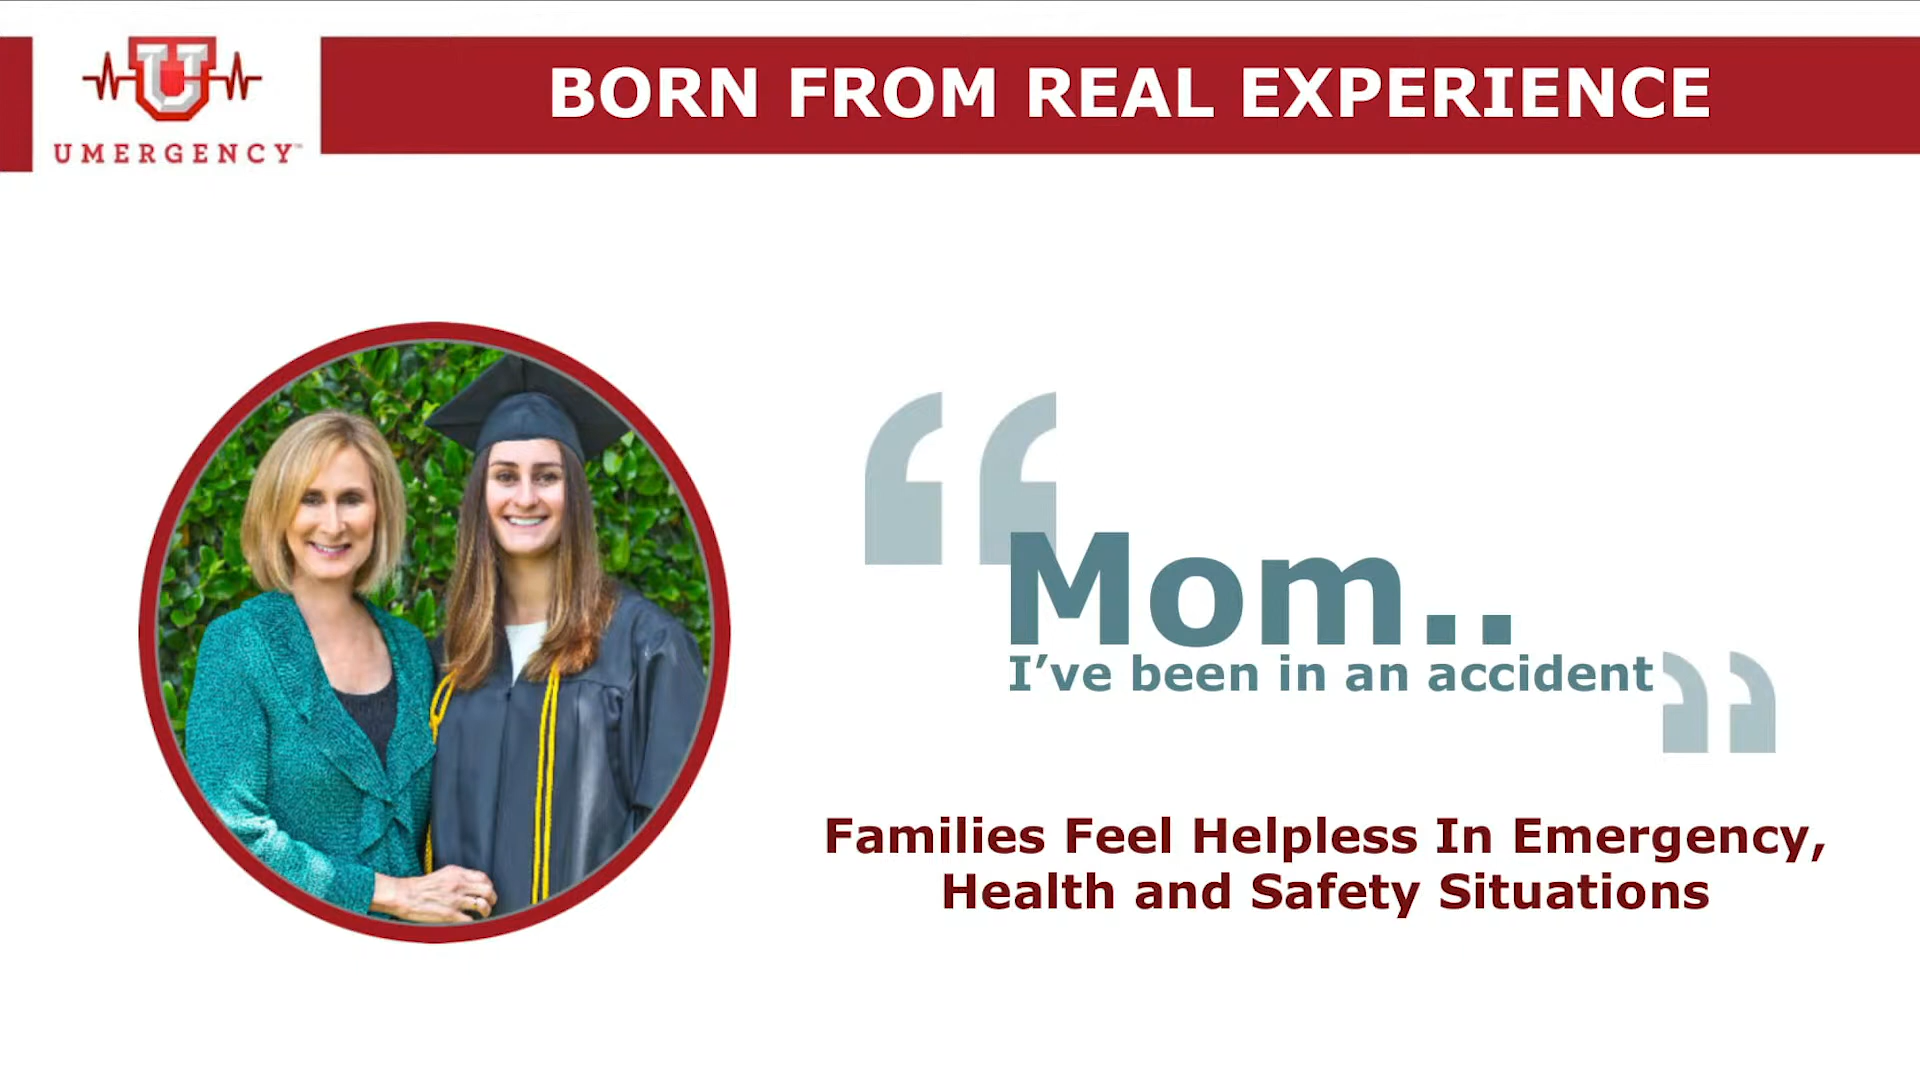 U
UMERGENCY™
BORN FROM REAL EXPERIENCE
“Mom..
I’ve been in an accident”
Families Feel Helpless In Emergency,
Health and Safety Situations